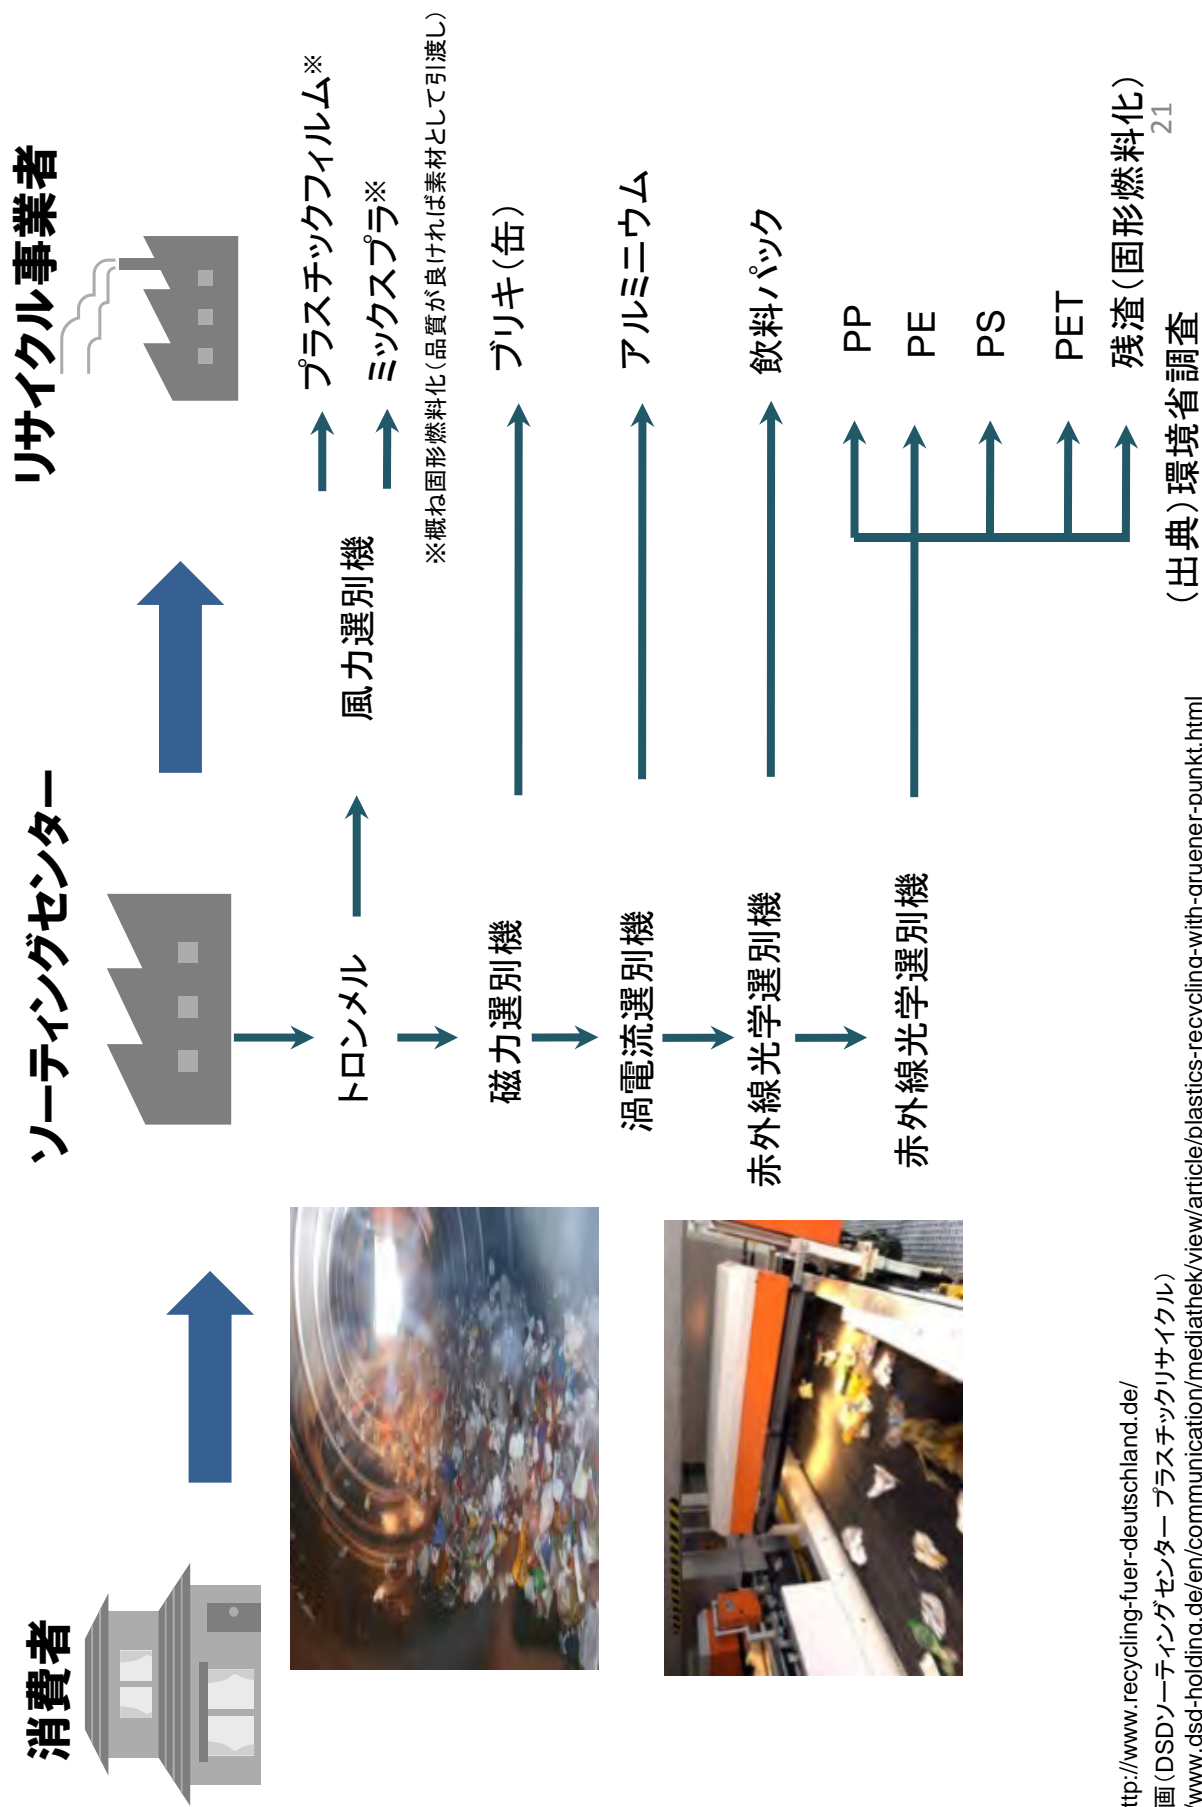 消費者
ソーティングセンター
リサイクル事業者
トロンメル
風力選別機
プラスチックフィルム※
ミックスプラ※
※概ね固形燃料化(品質が良ければ素材として引渡し)
磁力選別機
ブリキ(缶)
渦電流選別機
アルミニウム
赤外線光学選別機
飲料パック
赤外線光学選別機
PP
PE
PS
PET
残渣(固形燃料化)
(出典)環境省調査
21
ttp://www.recycling-fuer-deutschland.de/
画(DSDソーティングセンター プラスチックリサイクル)
/www.dsd-holding.de/en/communication/mediathek/view/article/plastics-recycling-with-gruener-punkt.html